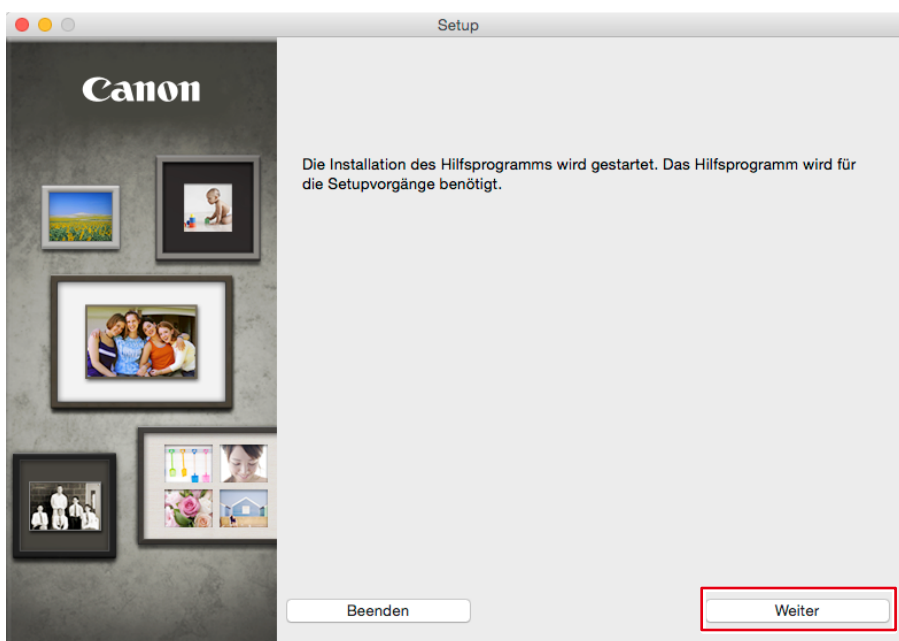 Setup
Canon
Die Installation des Hilfsprogramms wird gestartet. Das Hilfsprogramm wird für
die Setupvorgänge benötigt.
Beenden
Weiter